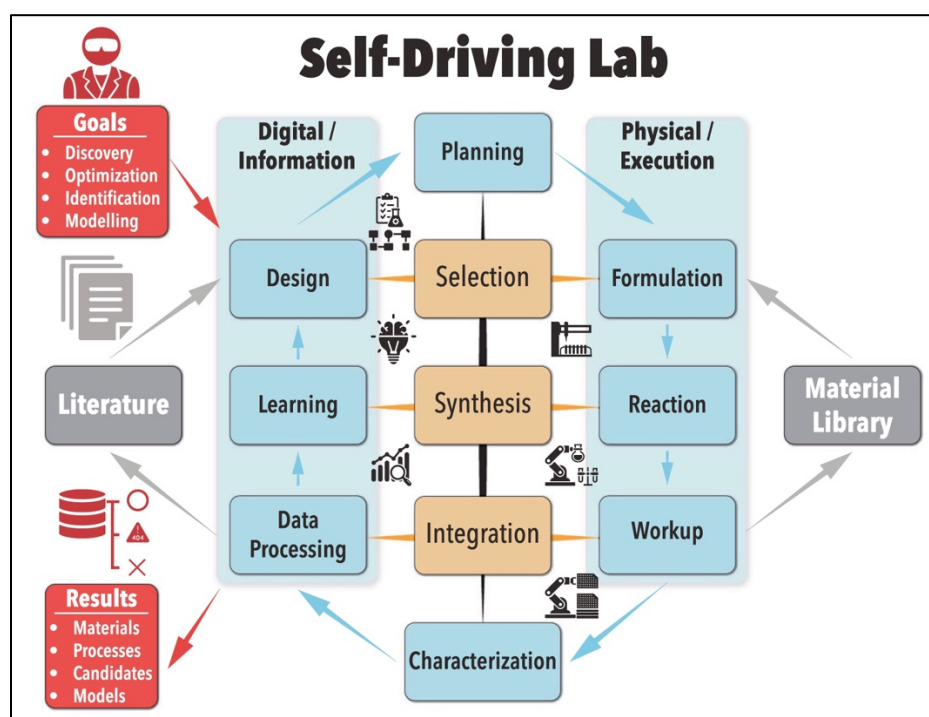 Self-Driving Lab
Goals
• Discovery
• Optimization
• Identification
• Modelling
Digital /
Information
Planning
Physical /
Execution
Design
Selection
Formulation
Literature
Learning
Synthesis
Reaction
Material
Library
404
Data
Processing
Integration
Workup
Results
• Materials
• Processes
• Candidates
• Models
Characterization